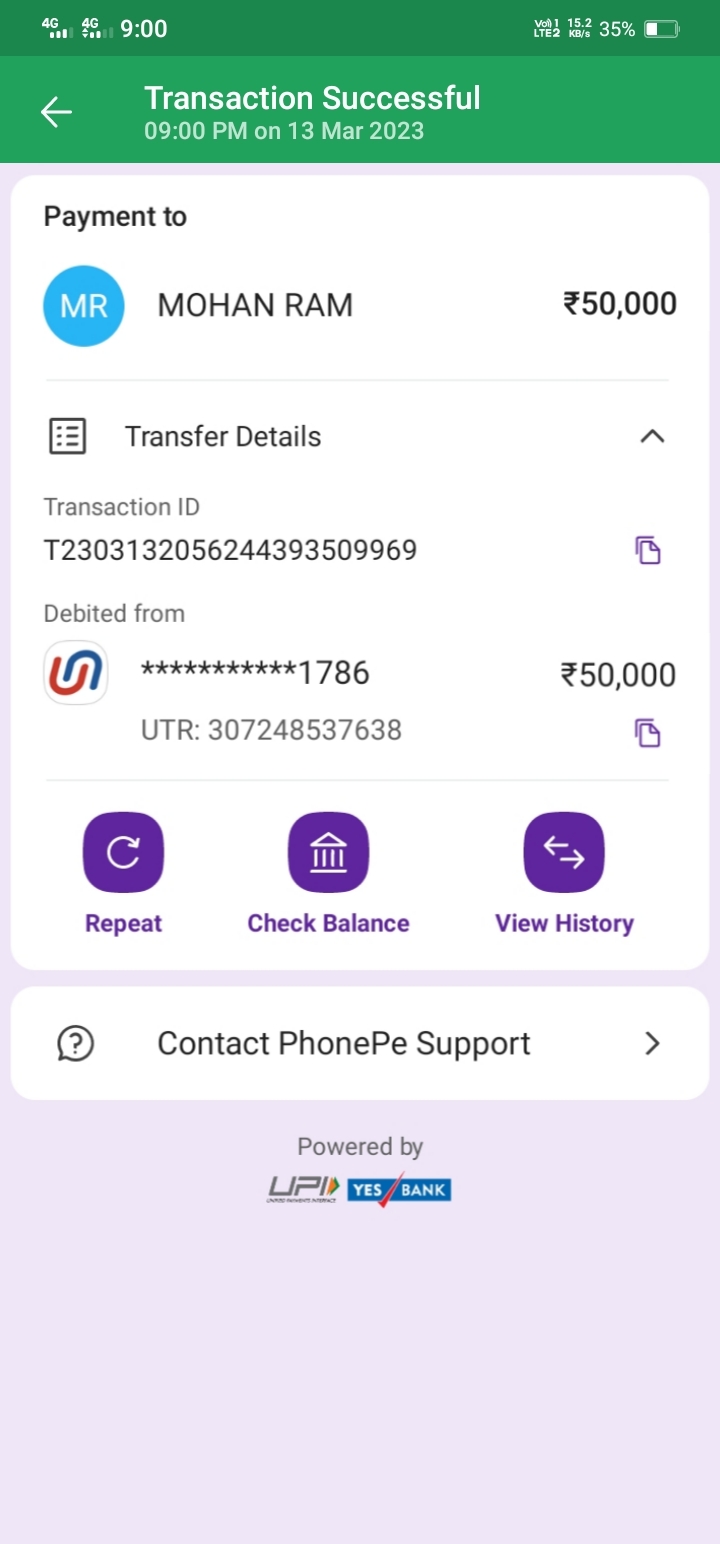 4G 4G 9:00 Vo)) 1 LTE2 15.2 KB/s 35%
Transaction Successful
09:00 PM on 13 Mar 2023
Payment to
MR MOHAN RAM ₹50,000
Transfer Details
Transaction ID
T2303132056244393509969
Debited from
***********1786 ₹50,000
UTR: 307248537638
Repeat Check Balance View History
Contact PhonePe Support
Powered by
UPI YES BANK
UNIFIED PAYMENTS INTERFACE